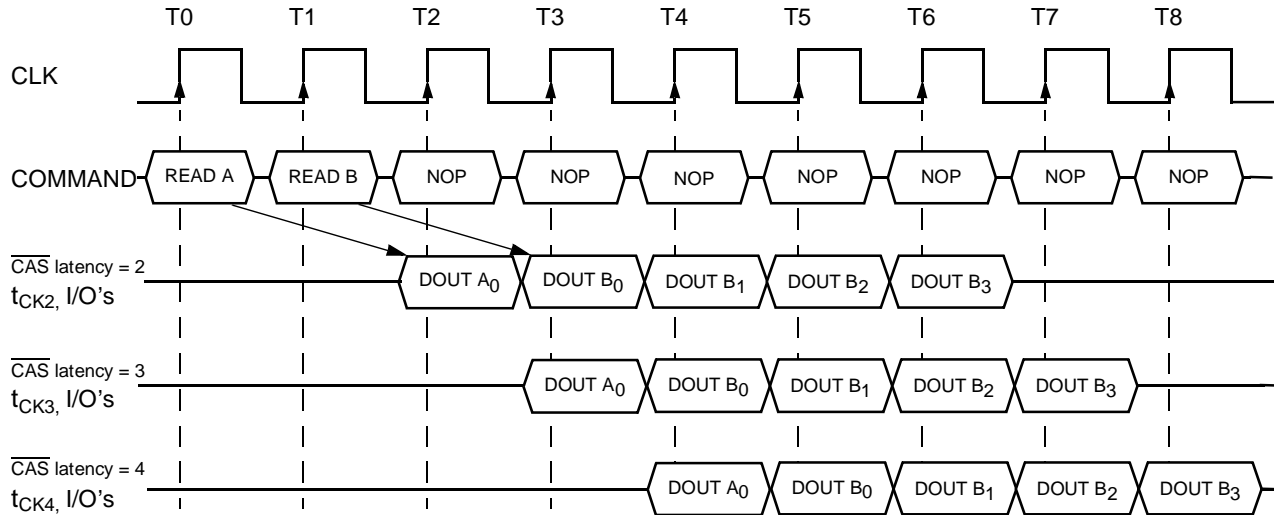 T0 T1 T2 T3 T4 T5 T6 T7 T8
CLK
COMMAND READ A READ B NOP NOP NOP NOP NOP NOP NOP
CAS latency = 2
tCK2, I/O's DOUT A0 DOUT B0 DOUT B1 DOUT B2 DOUT B3
CAS latency = 3
tCK3, I/O's DOUT A0 DOUT B0 DOUT B1 DOUT B2 DOUT B3
CAS latency = 4
tCK4, I/O's DOUT A0 DOUT B0 DOUT B1 DOUT B2 DOUT B3